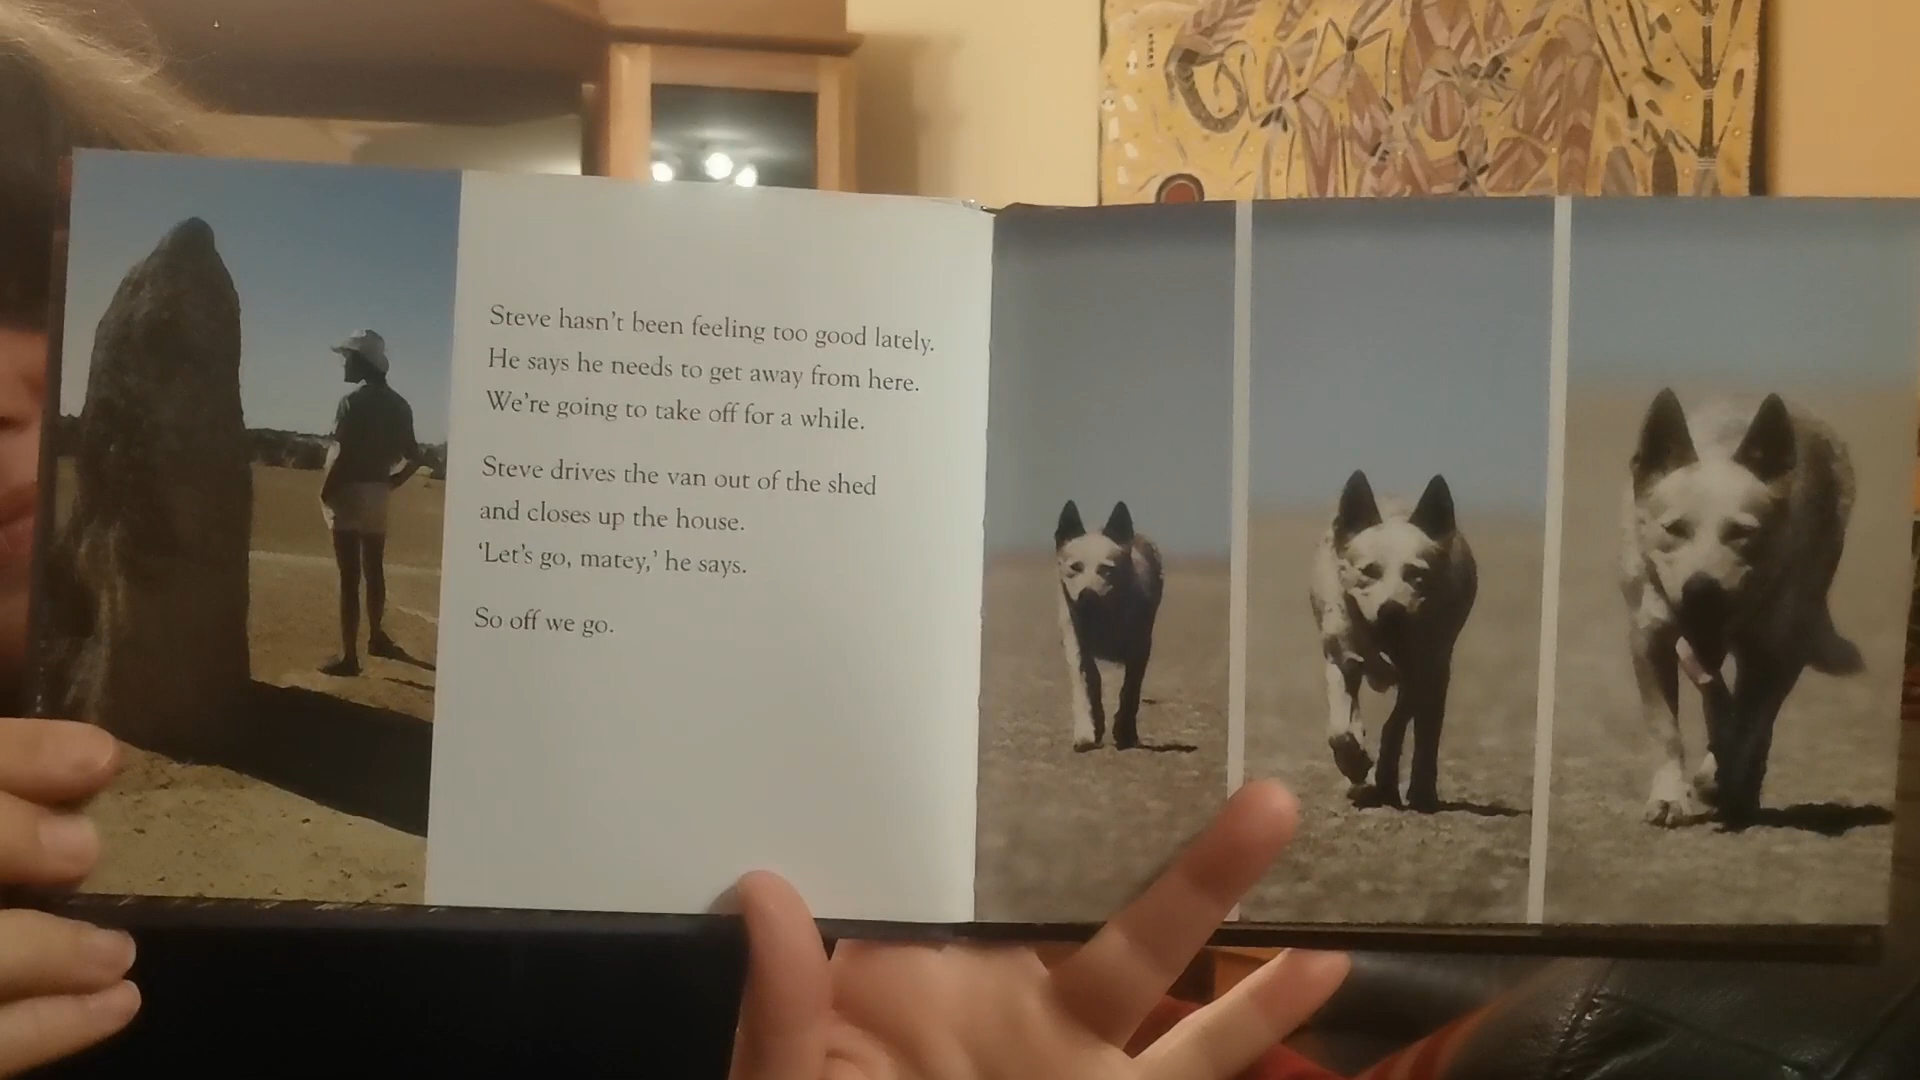 Steve hasn't been feeling too good lately.
He says he needs to get away from here.
We're going to take off for a while.
Steve drives the van out of the shed
and closes up the house.
‘Let's go, matey,’ he says.
So off we go.